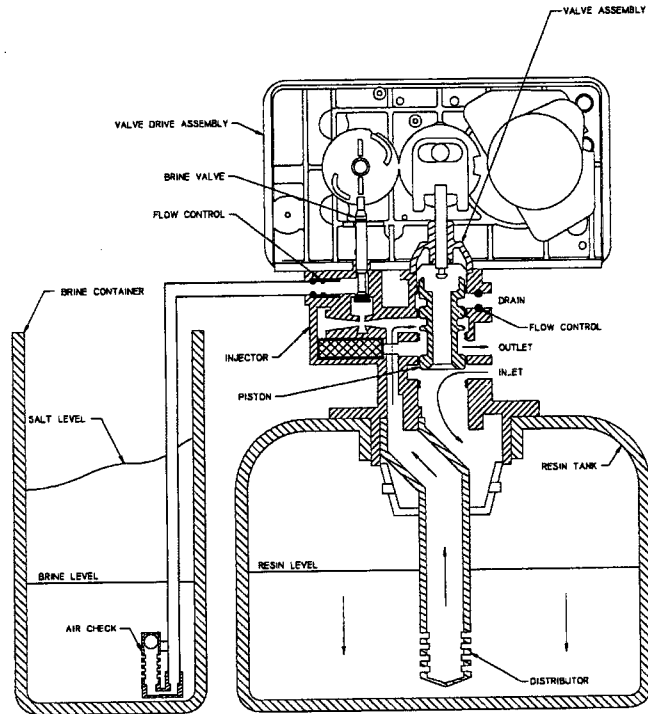 VALVE ASSEMBLY
VALVE DRIVE ASSEMBLY
BRINE VALVE
FLOW CONTROL
BRINE CONTAINER
DRAIN
FLOW CONTROL
INJECTOR
OUTLET
INLET
PISTON
SALT LEVEL
RESIN TANK
RESIN LEVEL
BRINE LEVEL
AIR CHECK
DISTRIBUTOR